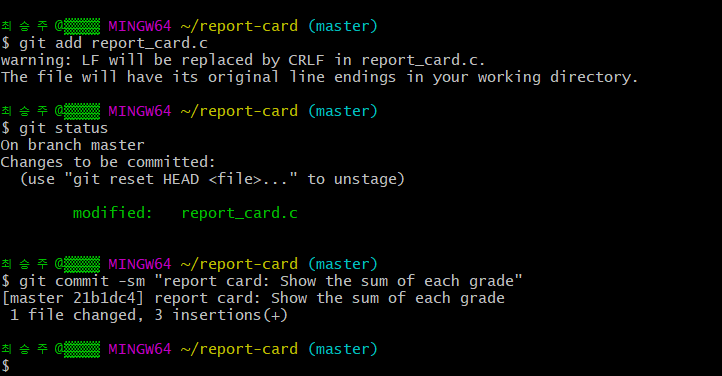 최 승 주 @▒▒▒▒▒ MINGW64 ~/report-card (master)
$ git add report_card.c
warning: LF will be replaced by CRLF in report_card.c.
The file will have its original line endings in your working directory.
최 승 주 @▒▒▒▒▒ MINGW64 ~/report-card (master)
$ git status
On branch master
Changes to be committed:
(use "git reset HEAD <file>..." to unstage)
modified: report_card.c
최 승 주 @▒▒▒▒▒ MINGW64 ~/report-card (master)
$ git commit -sm "report card: Show the sum of each grade"
[master 21b1dc4] report card: Show the sum of each grade
1 file changed, 3 insertions(+)
최 승 주 @▒▒▒▒▒ MINGW64 ~/report-card (master)
$